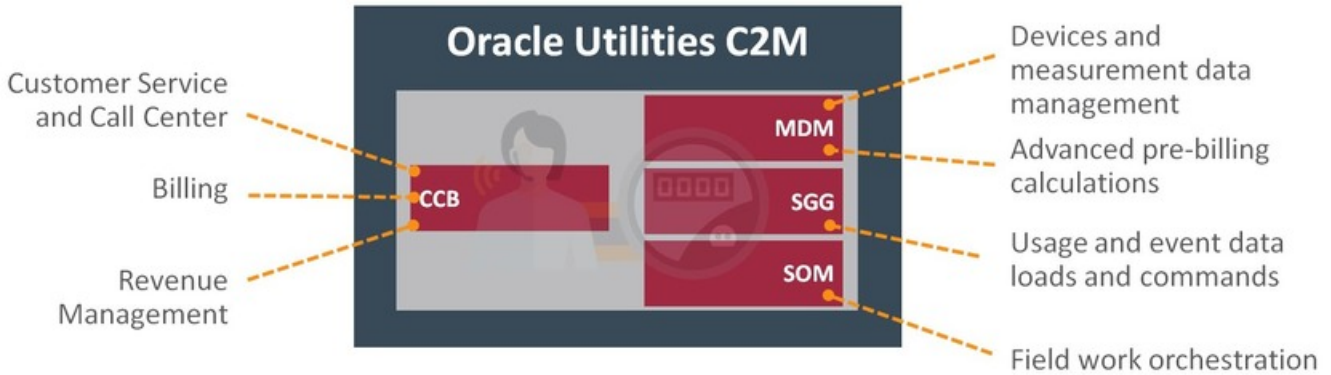 Oracle Utilities C2M
Customer Service
and Call Center
Billing
Revenue
Management
CCB
MDM
SGG
SOM
Devices and
measurement data
management
Advanced pre-billing
calculations
Usage and event data
loads and commands
Field work orchestration